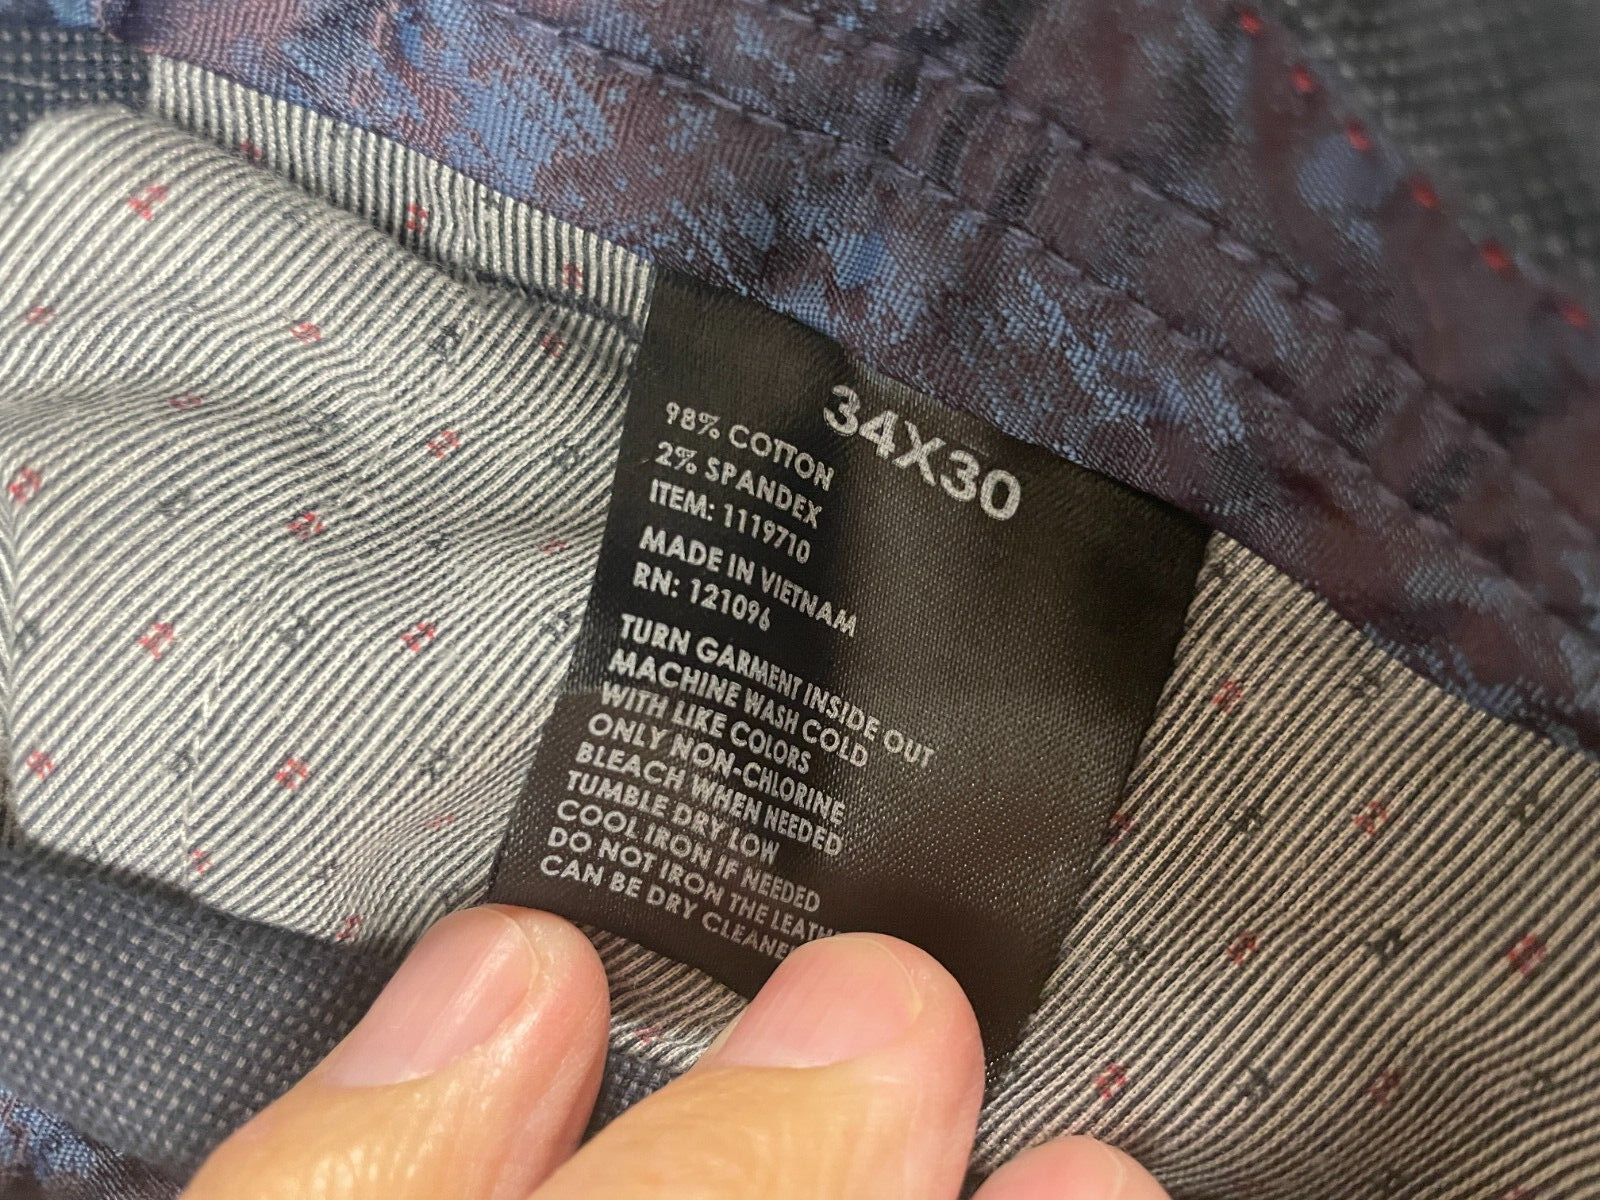 34X30
98% COTTON
2% SPANDEX
ITEM: 1119710
MADE IN VIETNAM
RN: 121096
TURN GARMENT INSIDE OUT
MACHINE WASH COLD
WITH LIKE COLORS
ONLY NON-CHLORINE
BLEACH WHEN NEEDED
TUMBLE DRY LOW
COOL IRON IF NEEDED
DO NOT IRON THE
CAN BE DRY